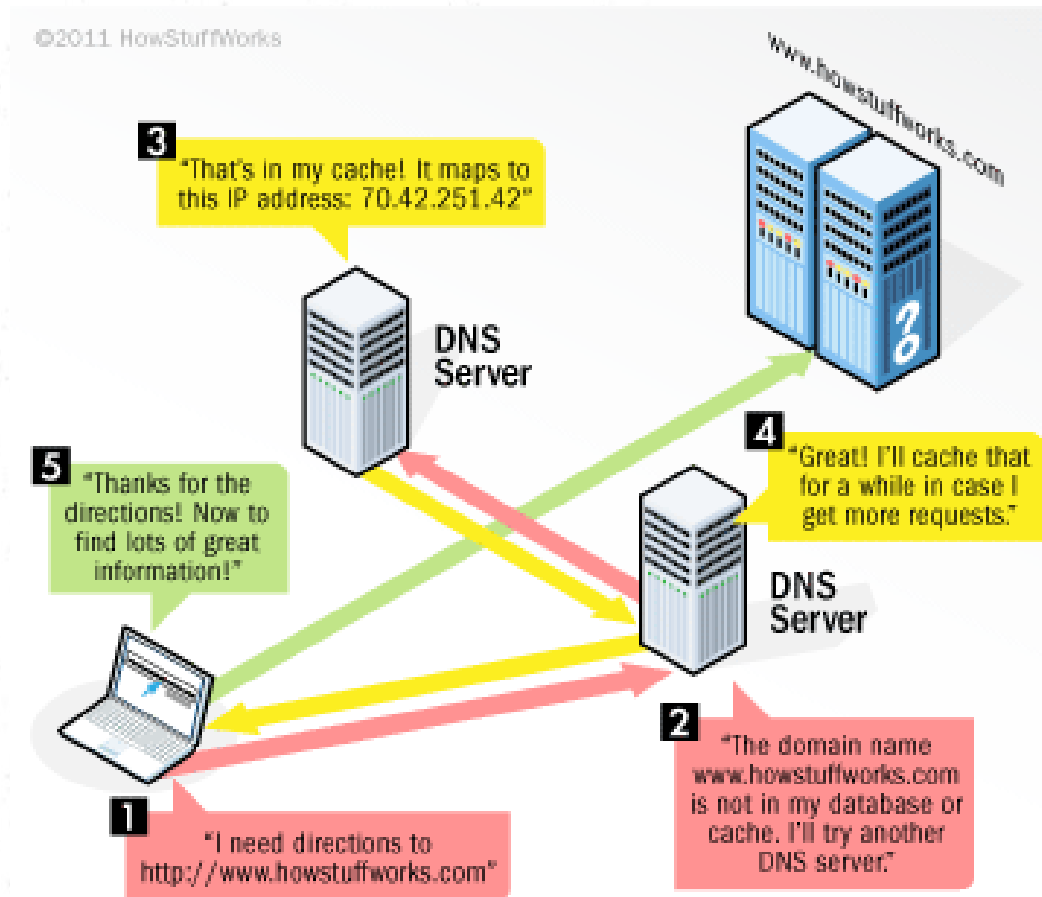 ©2011 HowStuffWorks
www.howstuffworks.com
3
"That's in my cache! It maps to
this IP address: 70.42.251.42"
DNS
Server
4
"Great! I'll cache that
for a while in case I
get more requests."
5
"Thanks for the
directions! Now to
find lots of great
information!"
DNS
Server
2
"The domain name
www.howstuffworks.com
is not in my database or
cache. I'll try another
DNS server."
1
"I need directions to
http://www.howstuffworks.com"